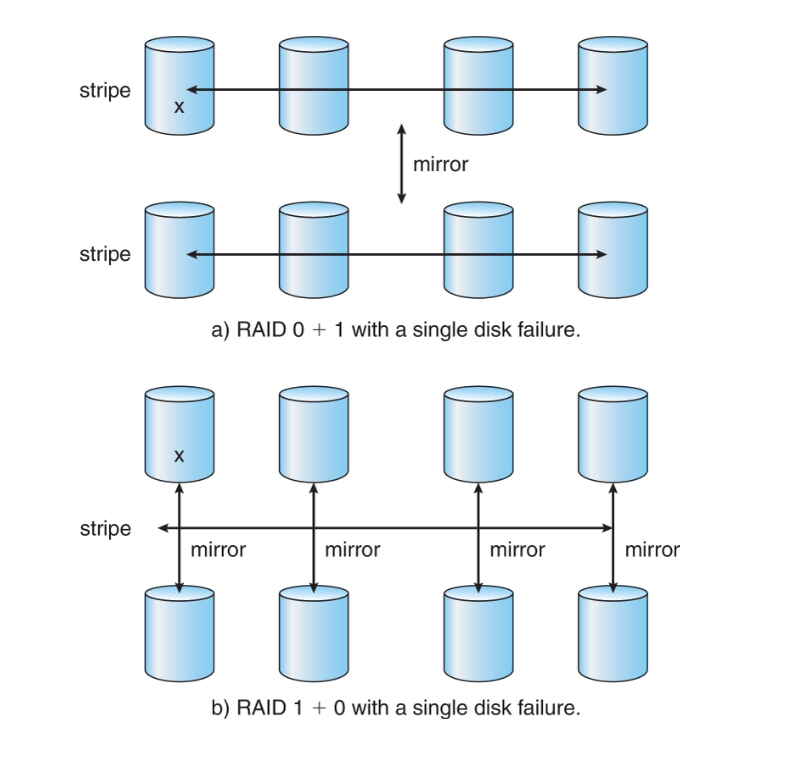 stripe
x
mirror
stripe
a) RAID 0 + 1 with a single disk failure.
x
stripe
mirror mirror mirror mirror
b) RAID 1 + 0 with a single disk failure.